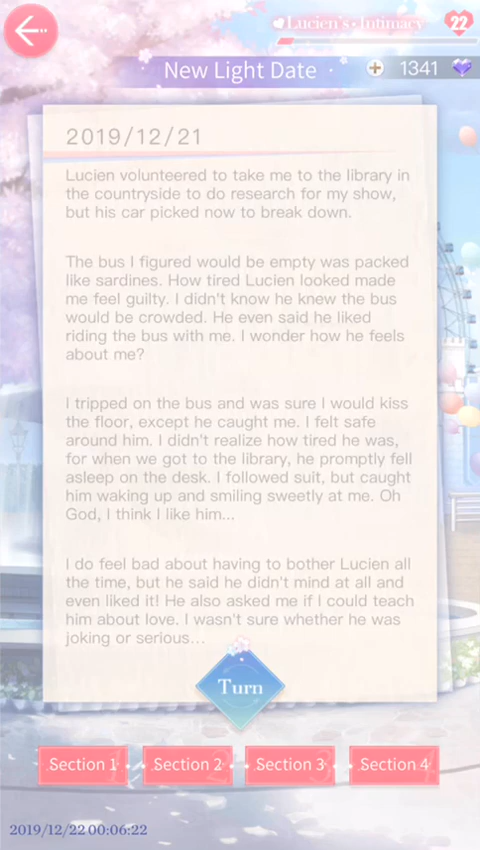 Lucien's · Intimacy
22
New Light Date
1341
2019/12/21
Lucien volunteered to take me to the library in
the countryside to do research for my show,
but his car picked now to break down.
The bus I figured would be empty was packed
like sardines. How tired Lucien looked made
me feel guilty. I didn't know he knew the bus
would be crowded. He even said he liked
riding the bus with me. I wonder how he feels
about me?
I tripped on the bus and was sure I would kiss
the floor, except he caught me. I felt safe
around him. I didn't realize how tired he was,
for when we got to the library, he promptly fell
asleep on the desk. I followed suit, but caught
him waking up and smiling sweetly at me. Oh
God, I think I like him...
I do feel bad about having to bother Lucien all
the time, but he said he didn't mind at all and
even liked it! He also asked me if I could teach
him about love. I wasn't sure whether he was
joking or serious...
Turn
Section 1
Section 2
Section 3
Section 4
2019/12/22 00:06:22